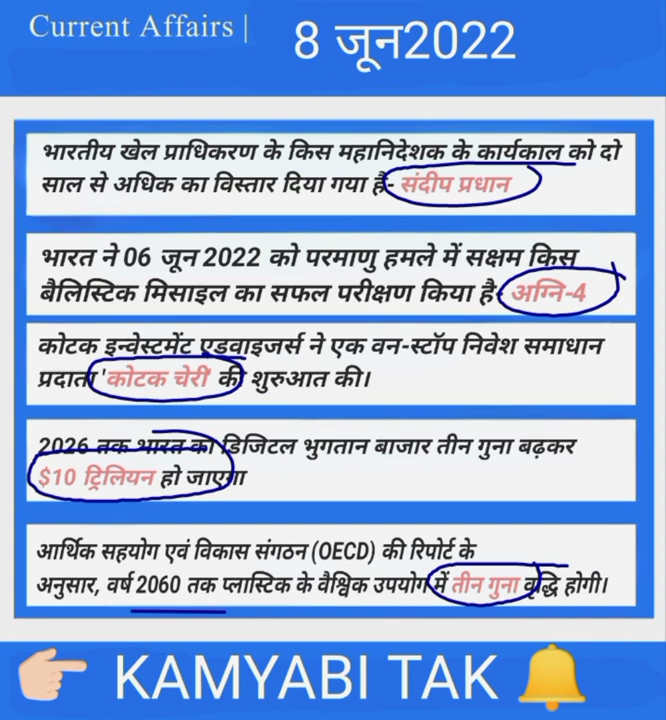 Current Affairs |
8 जून2022
भारतीय खेल प्राधिकरण के किस महानिदेशक के कार्यकाल को दो
साल से अधिक का विस्तार दिया गया है- संदीप प्रधान
भारत ने 06 जून 2022 को परमाणु हमले में सक्षम किस
बैलिस्टिक मिसाइल का सफल परीक्षण किया है- अग्नि-4
कोटक इन्वेस्टमेंट एडवाइजर्स ने एक वन-स्टॉप निवेश समाधान
प्रदाता 'कोटक चेरी' की शुरुआत की।
2026 तक भारत का डिजिटल भुगतान बाजार तीन गुना बढ़कर
$10 ट्रिलियन हो जाएगा
आर्थिक सहयोग एवं विकास संगठन (OECD) की रिपोर्ट के
अनुसार, वर्ष 2060 तक प्लास्टिक के वैश्विक उपयोग में तीन गुना वृद्धि होगी।
KAMYABI TAK